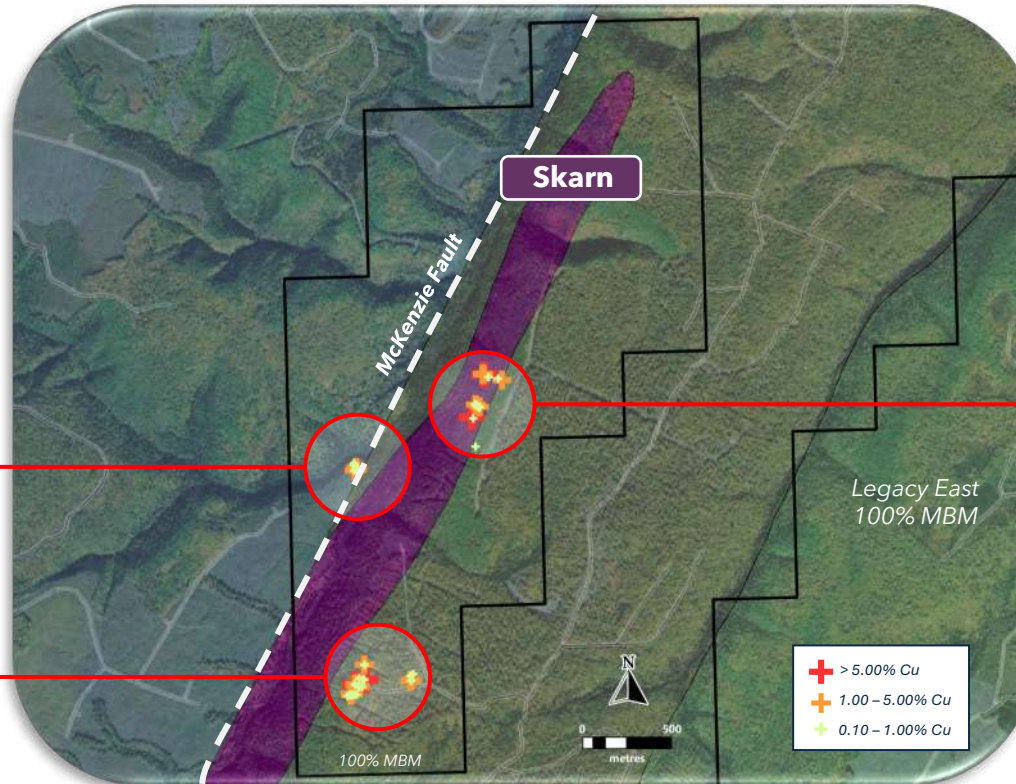 Skarn
McKenzie Fault
Legacy East
100% MBM
100% MBM
N
0 500
metres
> 5.00% Cu
1.00 – 5.00% Cu
0.10 – 1.00% Cu